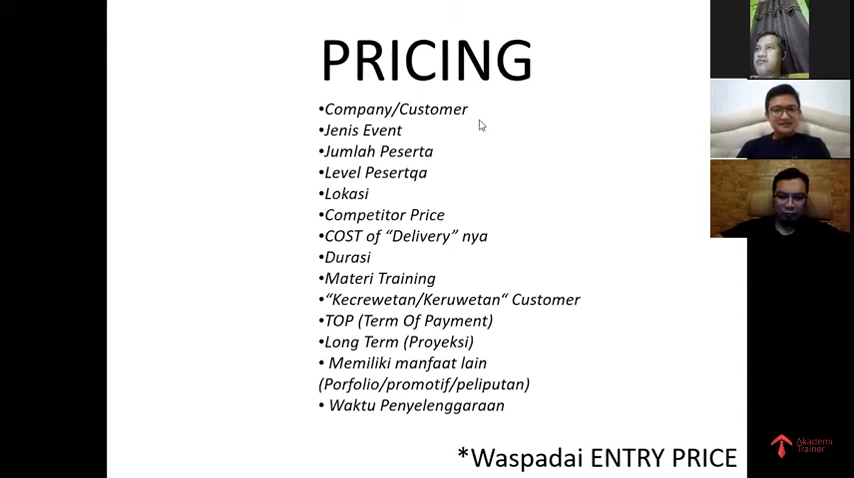 PRICING
•Company/Customer
•Jenis Event
•Jumlah Peserta
•Level Pesertqa
•Lokasi
•Competitor Price
•COST of “Delivery” nya
•Durasi
•Materi Training
•“Kecrewetan/Keruwetan“ Customer
•TOP (Term Of Payment)
•Long Term (Proyeksi)
• Memiliki manfaat lain
(Porfolio/promotif/peliputan)
• Waktu Penyelenggaraan
*Waspadai ENTRY PRICE
Akademi
Trainer